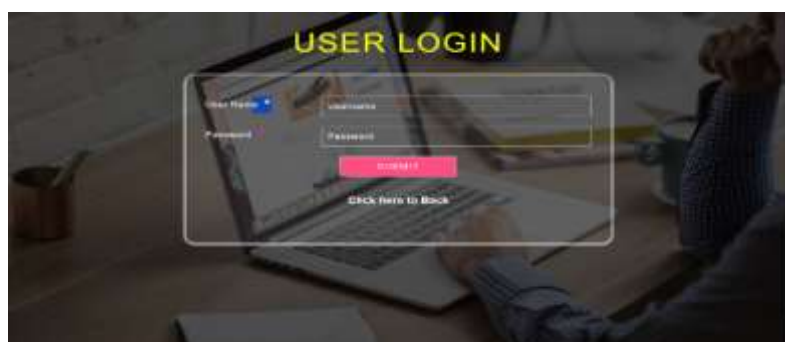 USER LOGIN
User Name Username
Password Password
SUBMIT
Click here to Back